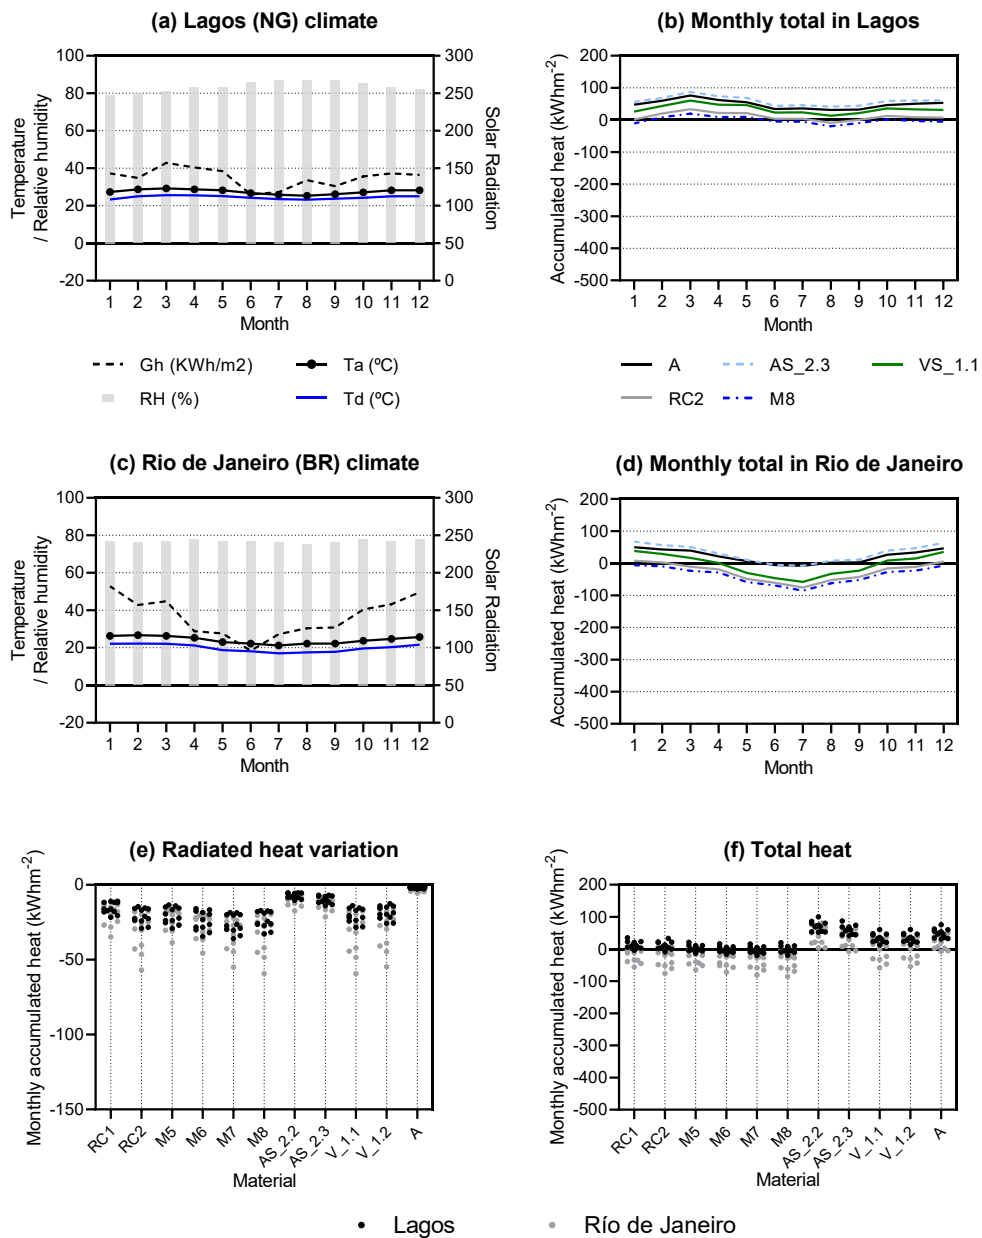 (a) Lagos (NG) climate
100
80
60
40
20
0
-20
300
250
200
150
100
50
0
Temperature
/ Relative humidity
Solar Radiation
1 2 3 4 5 6 7 8 9 10 11 12
Month
Gh (KWh/m2)
Ta (ºC)
RH (%)
Td (ºC)
(b) Monthly total in Lagos
200
100
0
-100
-200
-300
-400
-500
Accumulated heat (kWhm-2)
1 2 3 4 5 6 7 8 9 10 11 12
Month
A
AS_2.3
VS_1.1
RC2
M8
(c) Rio de Janeiro (BR) climate
100
80
60
40
20
0
-20
300
250
200
150
100
50
0
Temperature
/ Relative humidity
Solar Radiation
1 2 3 4 5 6 7 8 9 10 11 12
Month
(d) Monthly total in Rio de Janeiro
200
100
0
-100
-200
-300
-400
-500
Accumulated heat (kWhm-2)
1 2 3 4 5 6 7 8 9 10 11 12
Month
(e) Radiated heat variation
0
-50
-100
-150
Monthly accumulated heat (kWhm-2)
RC1 RC2 M5 M6 M7 M8 AS_2.2 AS_2.3 V_1.1 V_1.2 A
Material
(f) Total heat
200
100
0
-100
-200
-300
-400
-500
Monthly accumulated heat (kWhm-2)
RC1 RC2 M5 M6 M7 M8 AS_2.2 AS_2.3 V_1.1 V_1.2 A
Material
Lagos
Río de Janeiro